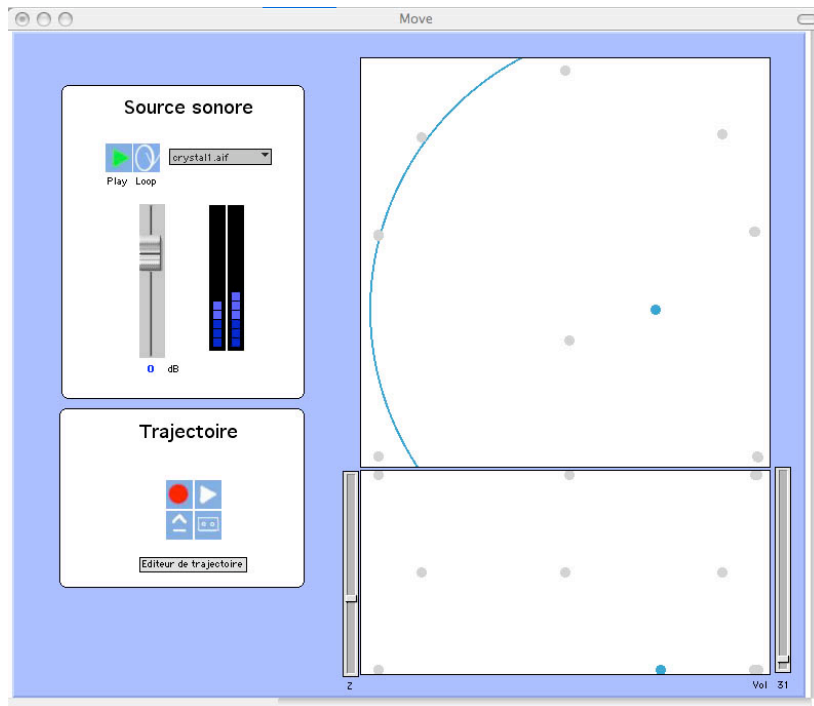 Move
Source sonore
crystal1.aif
Play Loop
0 dB
Trajectoire
Editeur de trajectoire
Z
Vol 31